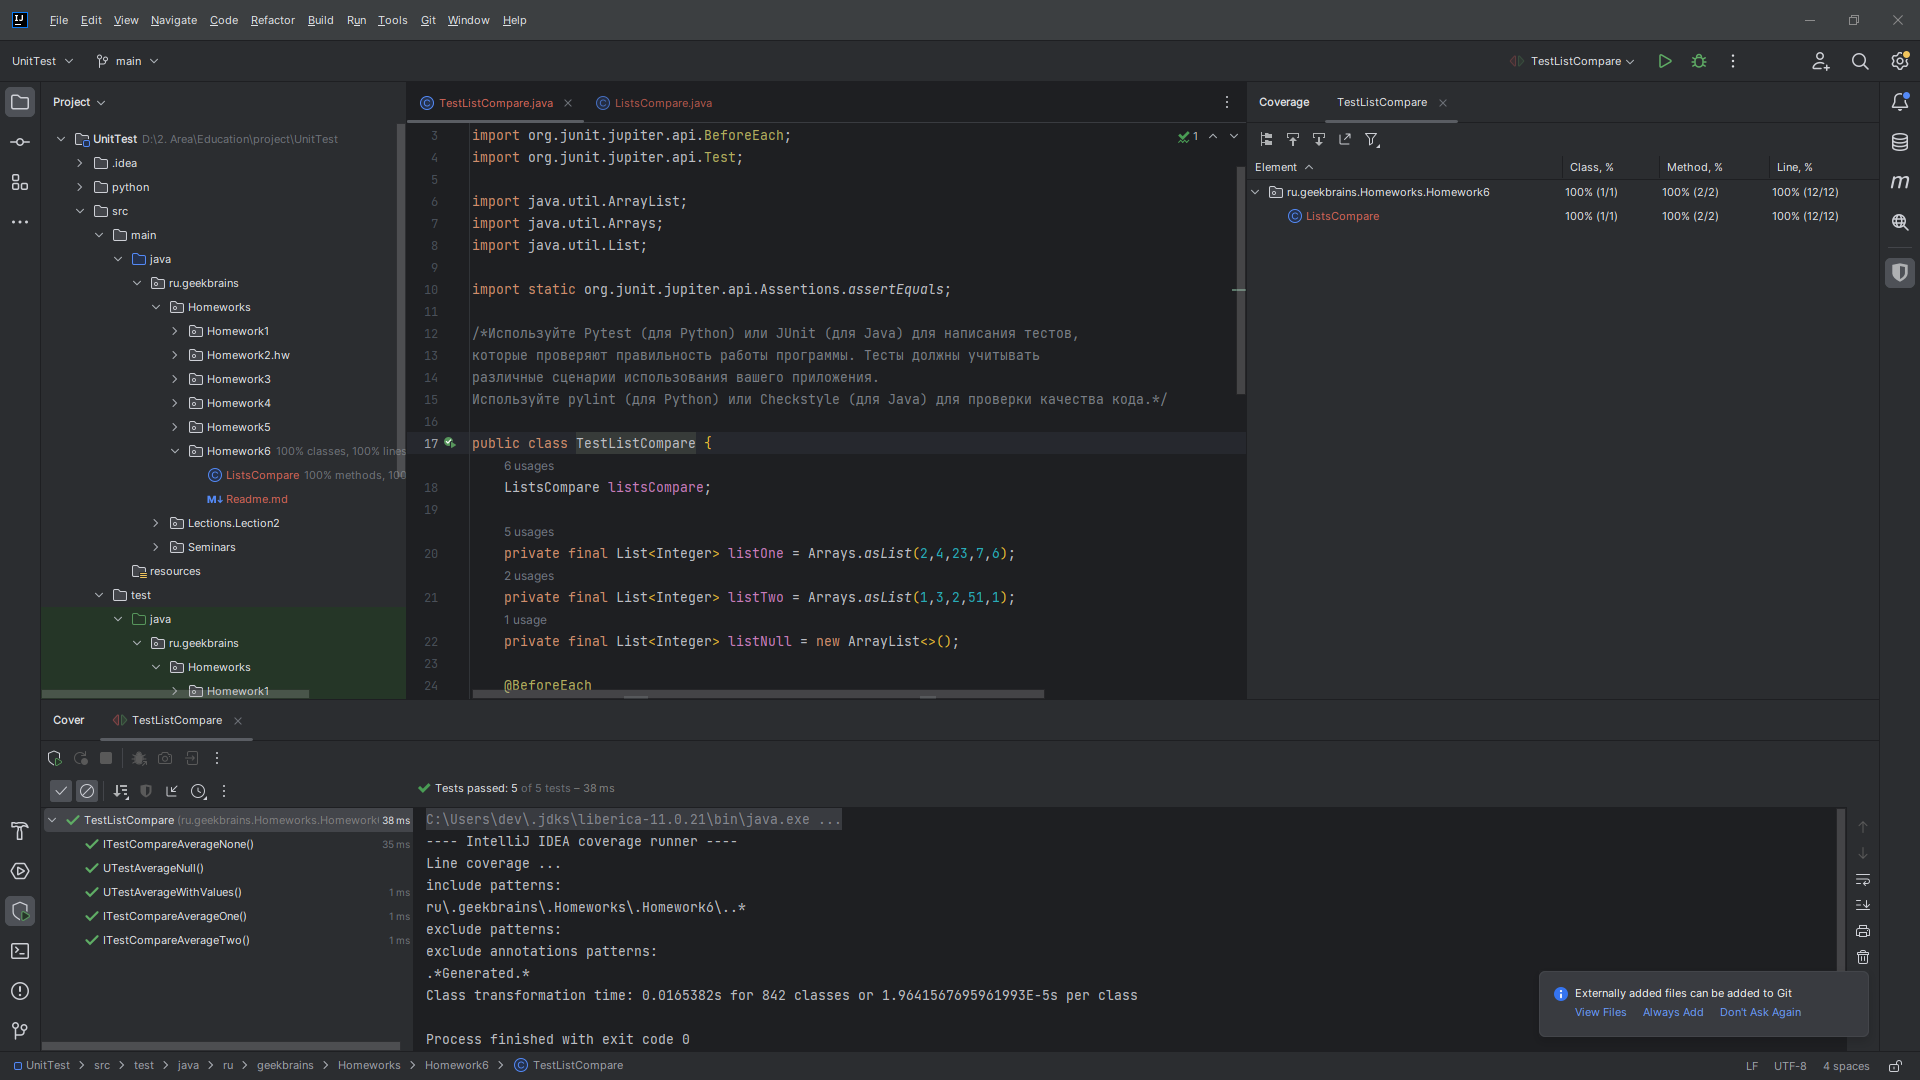 File Edit View Navigate Code Refactor Build Run Tools Git Window Help
UnitTest main TestListCompare
Project
UnitTest D:\2. Area\Education\project\UnitTest
.idea
python
src
main
java
ru.geekbrains
Homeworks
Homework1
Homework2.hw
Homework3
Homework4
Homework5
Homework6 100% classes, 100% lines
ListsCompare 100% methods, 100
M↓ Readme.md
Lections.Lection2
Seminars
resources
test
java
ru.geekbrains
Homeworks
Homework1
TestListCompare.java ListsCompare.java
1
3 import org.junit.jupiter.api.BeforeEach;
4 import org.junit.jupiter.api.Test;
5
6 import java.util.ArrayList;
7 import java.util.Arrays;
8 import java.util.List;
9
10 import static org.junit.jupiter.api.Assertions.assertEquals;
11
12 /*Используйте Pytest (для Python) или JUnit (для Java) для написания тестов,
13 которые проверяют правильность работы программы. Тесты должны учитывать
14 различные сценарии использования вашего приложения.
15 Используйте pylint (для Python) или Checkstyle (для Java) для проверки качества кода.*/
16
17 public class TestListCompare {
6 usages
18 ListsCompare listsCompare;
19
5 usages
20 private final List<Integer> listOne = Arrays.asList(2,4,23,7,6);
2 usages
21 private final List<Integer> listTwo = Arrays.asList(1,3,2,51,1);
1 usage
22 private final List<Integer> listNull = new ArrayList<>();
23
24 @BeforeEach
Coverage TestListCompare
Element Class, % Method, % Line, %
ru.geekbrains.Homeworks.Homework6 100% (1/1) 100% (2/2) 100% (12/12)
ListsCompare 100% (1/1) 100% (2/2) 100% (12/12)
Cover TestListCompare
Tests passed: 5 of 5 tests – 38 ms
TestListCompare (ru.geekbrains.Homeworks.Homework 38 ms
ITestCompareAverageNone() 35 ms
UTestAverageNull()
UTestAverageWithValues() 1 ms
ITestCompareAverageOne() 1 ms
ITestCompareAverageTwo() 1 ms
C:\Users\dev\.jdks\liberica-11.0.21\bin\java.exe ...
---- IntelliJ IDEA coverage runner ----
Line coverage ...
include patterns:
ru\.geekbrains\.Homeworks\.Homework6\..*
exclude patterns:
exclude annotations patterns:
.*Generated.*
Class transformation time: 0.0165382s for 842 classes or 1.9641567695961993E-5s per class
Process finished with exit code 0
Externally added files can be added to Git
View Files Always Add Don't Ask Again
UnitTest > src > test > java > ru > geekbrains > Homeworks > Homework6 > TestListCompare
LF UTF-8 4 spaces